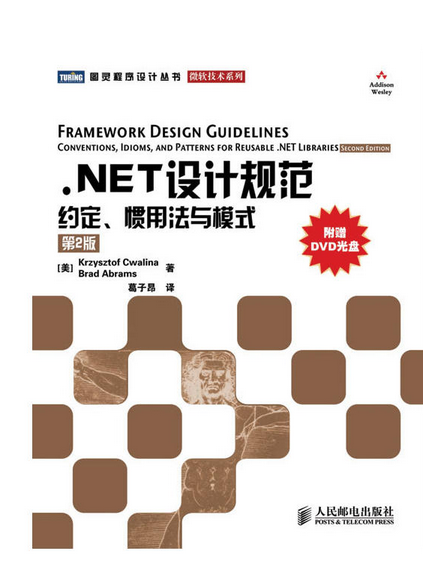 TURING 图灵程序设计丛书 微软技术系列
Addison
Wesley
FRAMEWORK DESIGN GUIDELINES
CONVENTIONS, IDIOMS, AND PATTERNS FOR REUSABLE .NET LIBRARIES SECOND EDITION
.NET设计规范
约定、惯用法与模式
第2版
附赠
DVD光盘
[美] Krzysztof Cwalina
Brad Abrams 著
葛子昂 译
人民邮电出版社
POSTS & TELECOM PRESS